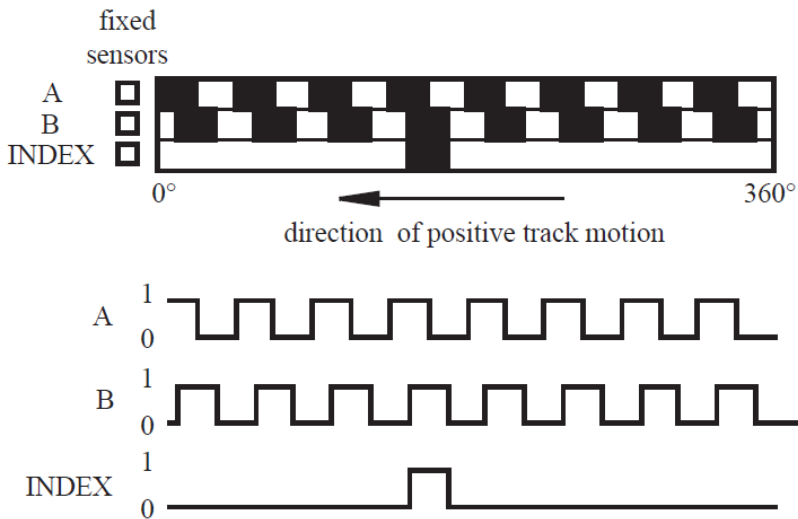 fixed
sensors
A
B
INDEX
0°
360°
direction of positive track motion
1
A
0
1
B
0
1
INDEX
0